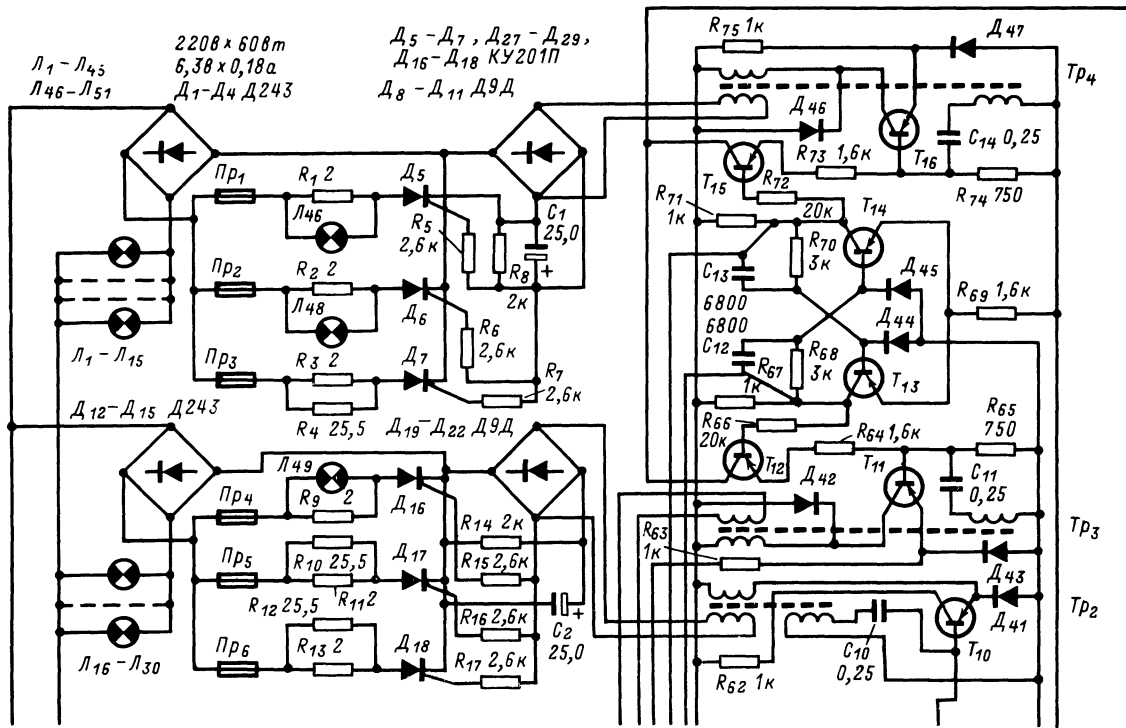 Л1 – Л45
Л46 – Л51
220В х 60Вт
6,3В х 0,18а
Д1 – Д4 Д243
Д5 – Д7 , Д27 – Д29 ,
Д16 – Д18 КУ201П
Д8 – Д11 Д9Д
Пр1
R1 2
Л46
Д5
R5
2,6к
R8
2к
С1
25,0
+
Пр2
R2 2
Л48
Д6
R6
2,6к
Л1 – Л15
Пр3
R3 2
Д7
R7
2,6к
R4 25,5
Д12 – Д15 Д243
Д19 – Д22 Д9Д
Пр4
Л49
R9 2
Д16
R14 2к
R15 2,6к
Пр5
R10 25,5
R11 2
Д17
R16 2,6к
С2
25,0
+
R12 25,5
Пр6
R13 2
Д18
R17 2,6к
Л16 – Л30
R75 1к
Д47
Тр4
Д46
С14 0,25
Т16
R73 1,6к
R74 750
Т15
R72
20к
R71
1к
Т14
R70
3к
С13
6800
Д45
R69 1,6к
6800
С12
Д44
R68
3к
R67
1к
Т13
R66
20к
R65
750
R64 1,6к
Т12
Т11
С11
0,25
Д42
R63
1к
Тр3
Д43
Тр2
Д41
С10
0,25
Т10
R62 1к